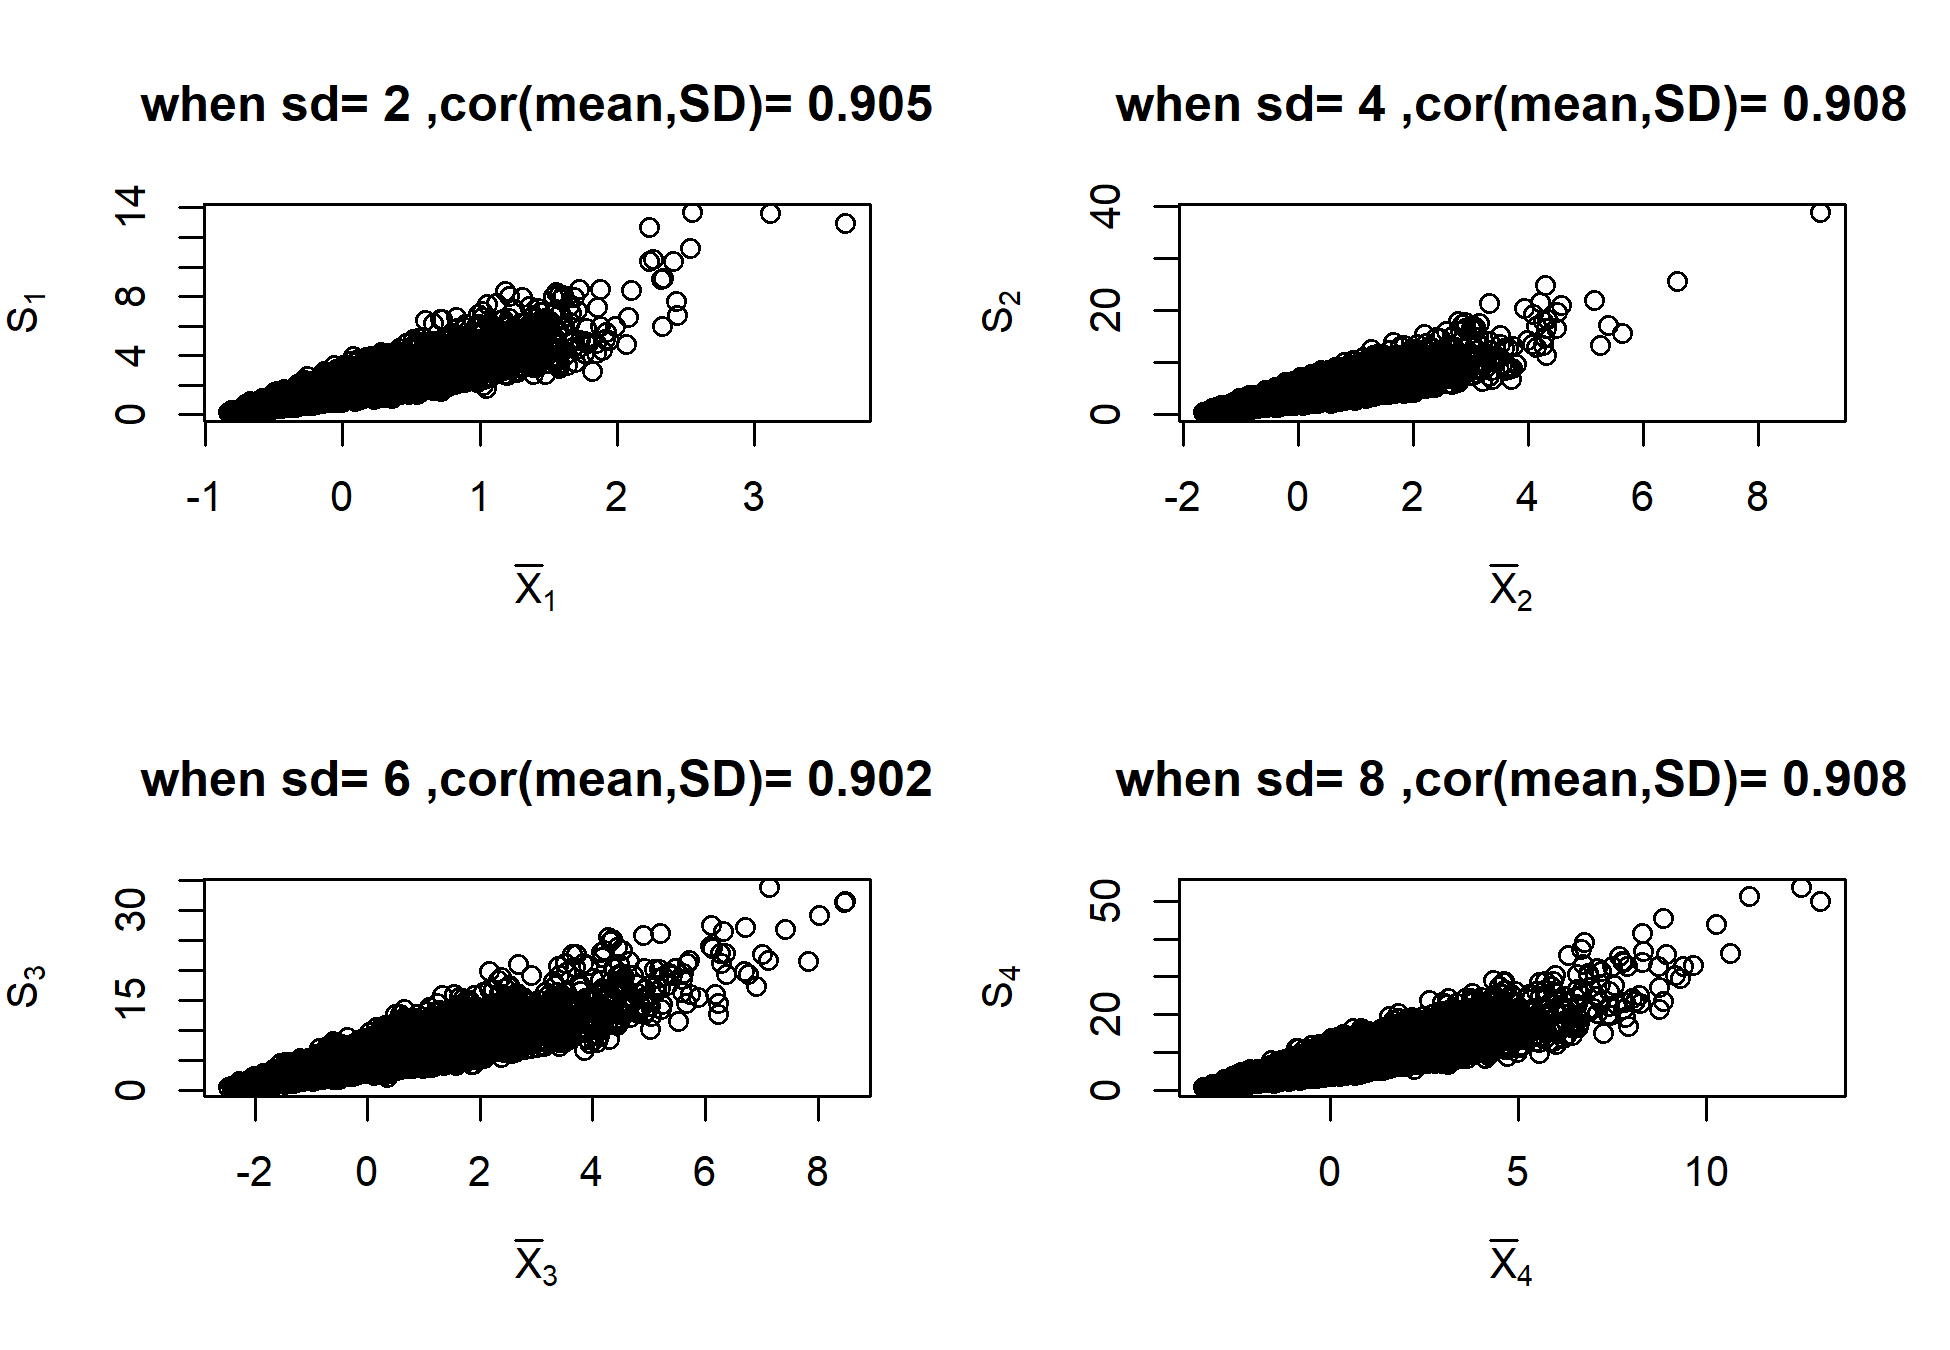 when sd= 2 ,cor(mean,SD)= 0.905
S1
14
8
4
0
-1 0 1 2 3
X̅1
when sd= 4 ,cor(mean,SD)= 0.908
S2
40
20
0
-2 0 2 4 6 8
X̅2
when sd= 6 ,cor(mean,SD)= 0.902
S3
30
15
0
-2 0 2 4 6 8
X̅3
when sd= 8 ,cor(mean,SD)= 0.908
S4
50
20
0
0 5 10
X̅4